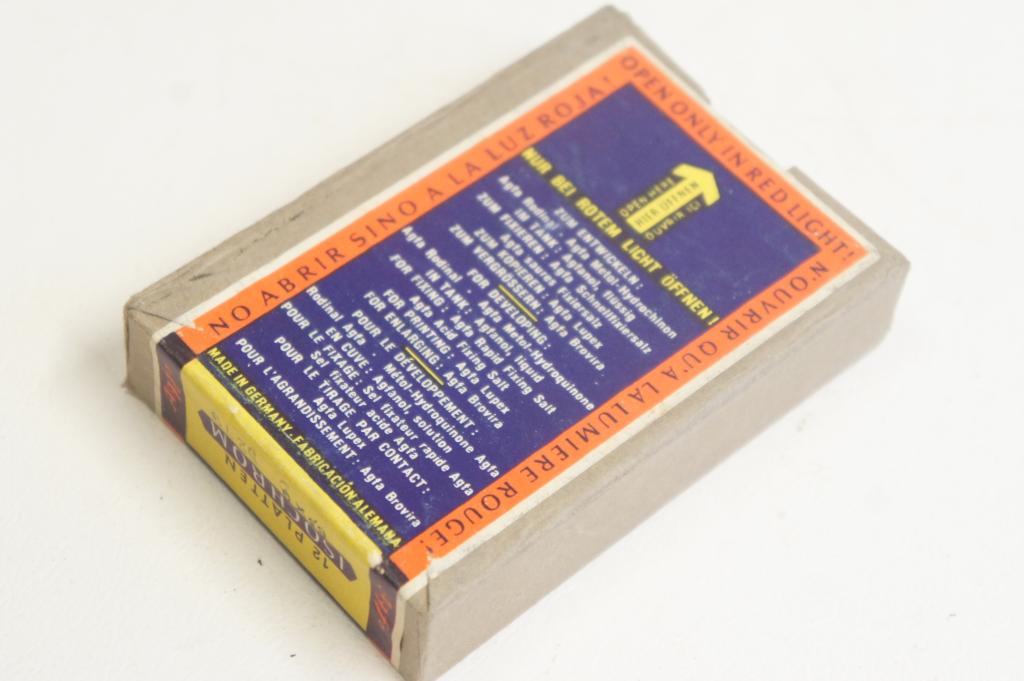 OPEN ONLY IN RED LIGHT!
NO ABRIR SINO A LA LUZ ROJA!
N'OUVRIR QU'A LA LUMIERE ROUGE!
OPEN HERE
HIER ÖFFNEN
OUVRIR ICI
NUR BEI ROTEM LICHT ÖFFNEN!
ZUM ENTWICKELN:
Agfa Rodinal, Agfa Metol-Hydrochinon
IN TANK: Agfanol, flüssig
ZUM FIXIEREN: Agfa Schnellfixiersalz
Agfa saures Fixiersalz
ZUM KOPIEREN: Agfa Lupex
ZUM VERGRÖSSERN: Agfa Brovira
FOR DEVELOPING:
Agfa Rodinal - Agfa Metol-Hydroquinone
IN TANK: Agfanol, liquid
FOR FIXING: Agfa Rapid Fixing Salt
Agfa Acid Fixing Salt
FOR PRINTING: Agfa Lupex
FOR ENLARGING: Agfa Brovira
POUR LE DÉVELOPPEMENT:
Rodinal Agfa - Métol-Hydroquinone Agfa
EN CUVE: Agfanol, solution
POUR LE FIXAGE: Sel fixateur rapide Agfa
Sel fixateur acide Agfa
POUR LE TIRAGE PAR CONTACT:
Agfa Lupex
POUR L'AGRANDISSEMENT: Agfa Brovira
MADE IN GERMANY · FABRICACIÓN ALEMANA
12 PLATTEN
ISOCHROM